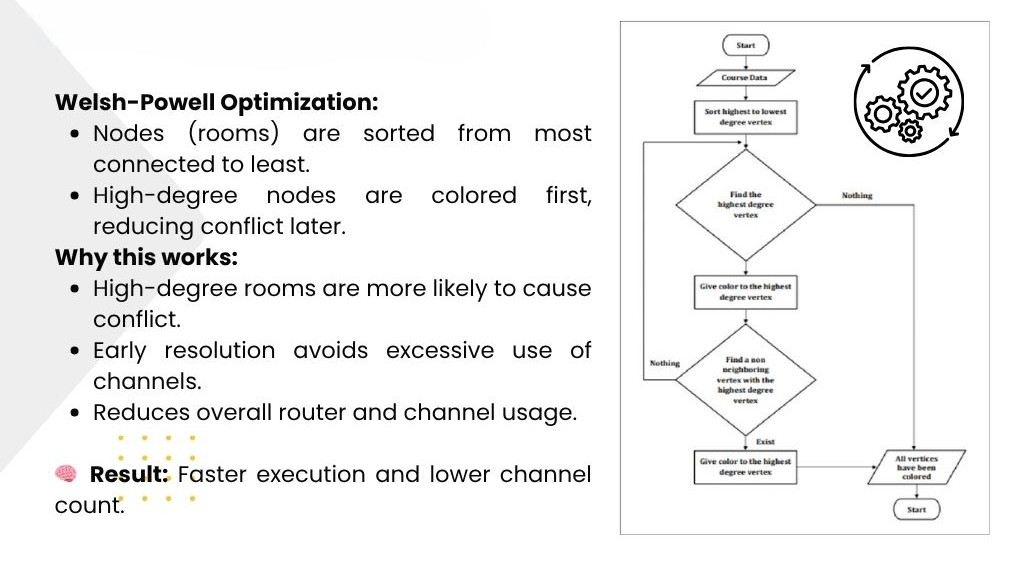 Welsh-Powell Optimization:
• Nodes (rooms) are sorted from most
connected to least.
• High-degree nodes are colored first,
reducing conflict later.
Why this works:
• High-degree rooms are more likely to cause
conflict.
• Early resolution avoids excessive use of
channels.
• Reduces overall router and channel usage.
🧠 Result: Faster execution and lower channel
count.
Start
Course Data
Sort highest to lowest
degree vertex
Find the
highest degree
vertex
Nothing
Give color to the highest
degree vertex
Nothing
Find a non
neighboring
vertex with the
highest degree
vertex
Exist
Give color to the highest
degree vertex
All vertices
have been
colored
Start